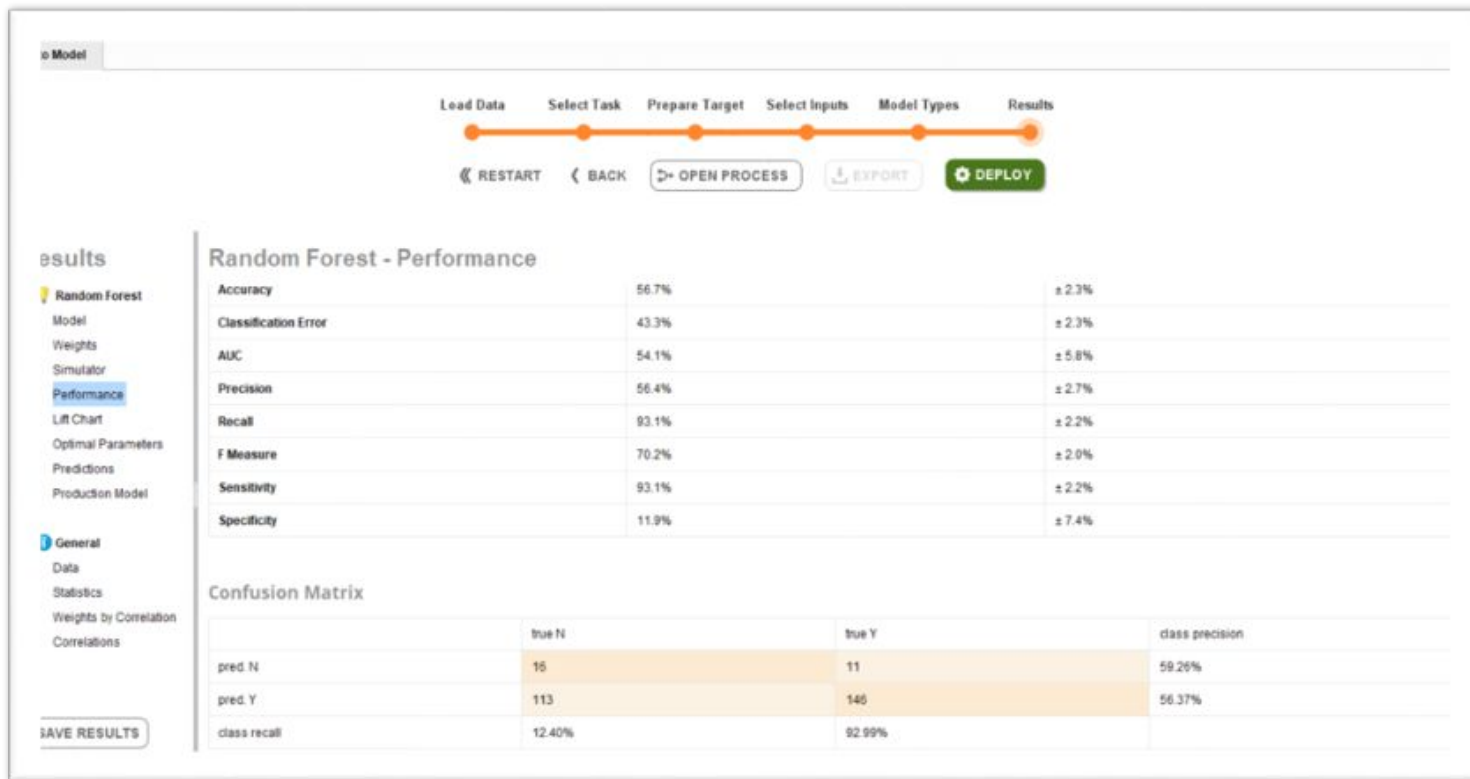 o Model
Load Data Select Task Prepare Target Select Inputs Model Types Results
RESTART BACK OPEN PROCESS EXPORT DEPLOY
esults
Random Forest
Model
Weights
Simulator
Performance
Lift Chart
Optimal Parameters
Predictions
Production Model
General
Data
Statistics
Weights by Correlation
Correlations
SAVE RESULTS
Random Forest - Performance
Accuracy 56.7% ± 2.3%
Classification Error 43.3% ± 2.3%
AUC 54.1% ± 5.8%
Precision 56.4% ± 2.7%
Recall 93.1% ± 2.2%
F Measure 70.2% ± 2.0%
Sensitivity 93.1% ± 2.2%
Specificity 11.9% ± 7.4%
Confusion Matrix
true N true Y class precision
pred. N 16 11 59.26%
pred. Y 113 146 56.37%
class recall 12.40% 92.99%